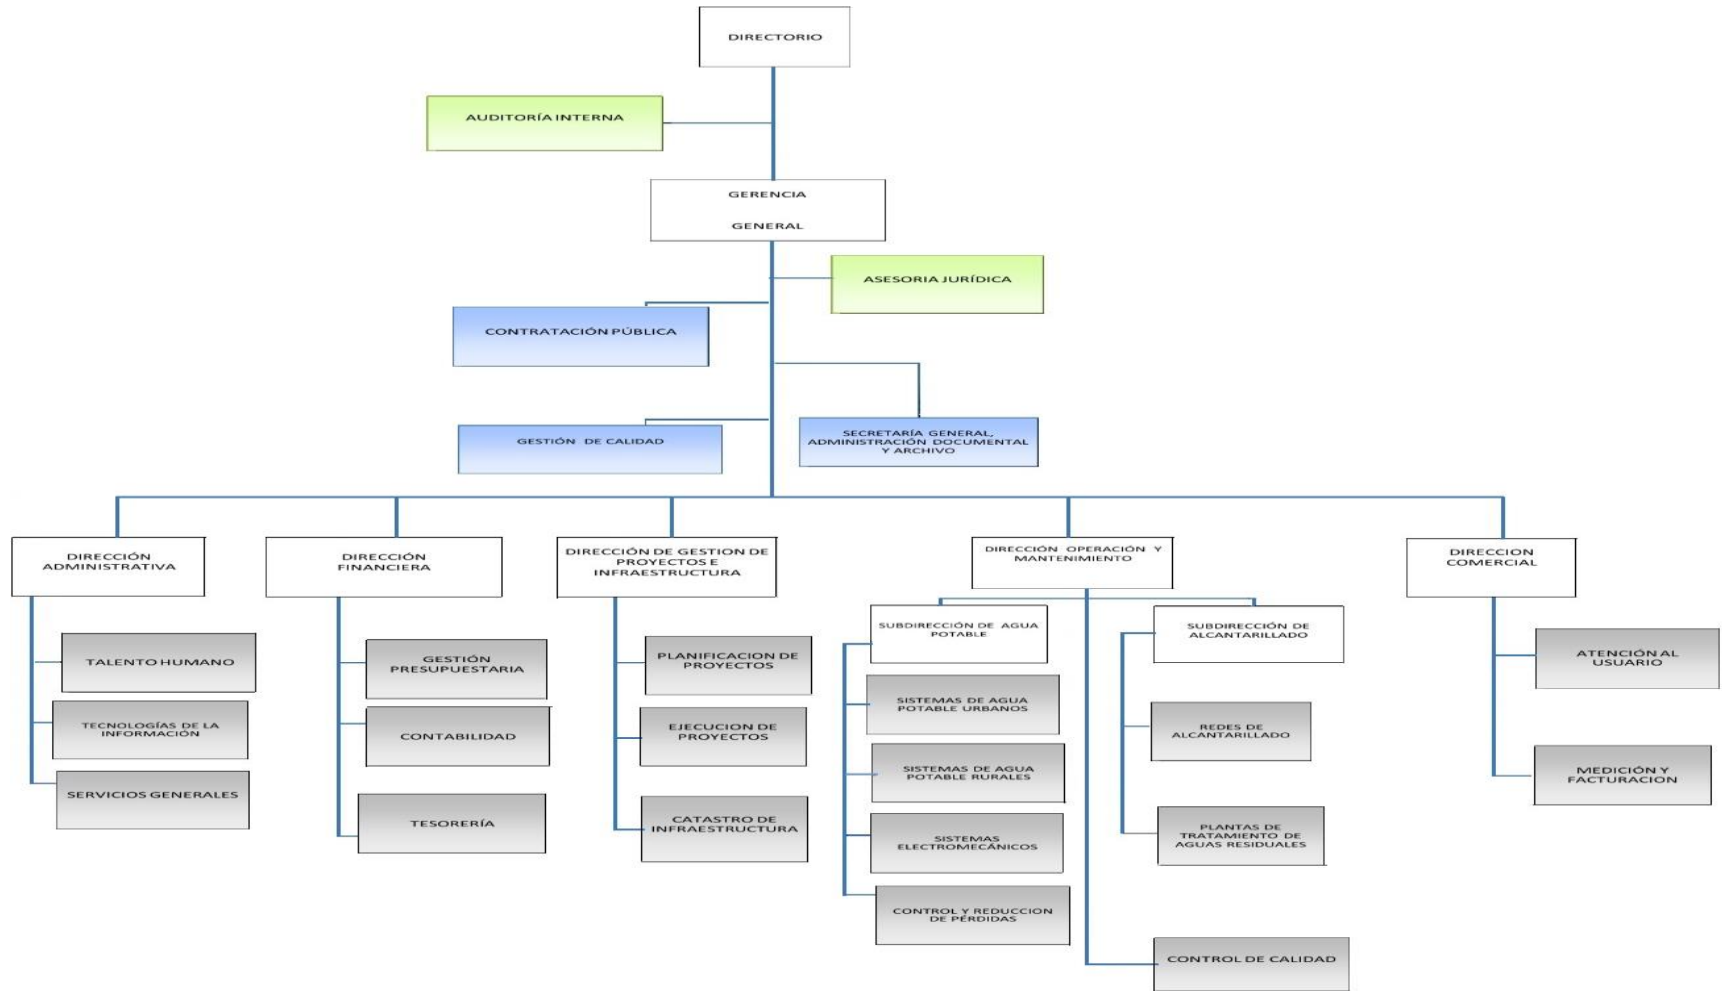 DIRECTORIO
AUDITORÍA INTERNA
GERENCIA
GENERAL
ASESORIA JURÍDICA
CONTRATACIÓN PÚBLICA
GESTIÓN DE CALIDAD
SECRETARÍA GENERAL,
ADMINISTRACIÓN DOCUMENTAL
Y ARCHIVO
DIRECCIÓN
ADMINISTRATIVA
DIRECCIÓN
FINANCIERA
DIRECCIÓN DE GESTION DE
PROYECTOS E
INFRAESTRUCTURA
DIRECCIÓN OPERACIÓN Y
MANTENIMIENTO
DIRECCION
COMERCIAL
TALENTO HUMANO
TECNOLOGÍAS DE LA
INFORMACIÓN
SERVICIOS GENERALES
GESTIÓN
PRESUPUESTARIA
CONTABILIDAD
TESORERÍA
PLANIFICACION DE
PROYECTOS
EJECUCION DE
PROYECTOS
CATASTRO DE
INFRAESTRUCTURA
SUBDIRECCIÓN DE AGUA
POTABLE
SISTEMAS DE AGUA
POTABLE URBANOS
SISTEMAS DE AGUA
POTABLE RURALES
SISTEMAS
ELECTROMECÁNICOS
CONTROL Y REDUCCION
DE PÉRDIDAS
SUBDIRECCIÓN DE
ALCANTARILLADO
REDES DE
ALCANTARILLADO
PLANTAS DE
TRATAMIENTO DE
AGUAS RESIDUALES
CONTROL DE CALIDAD
ATENCIÓN AL
USUARIO
MEDICIÓN Y
FACTURACION